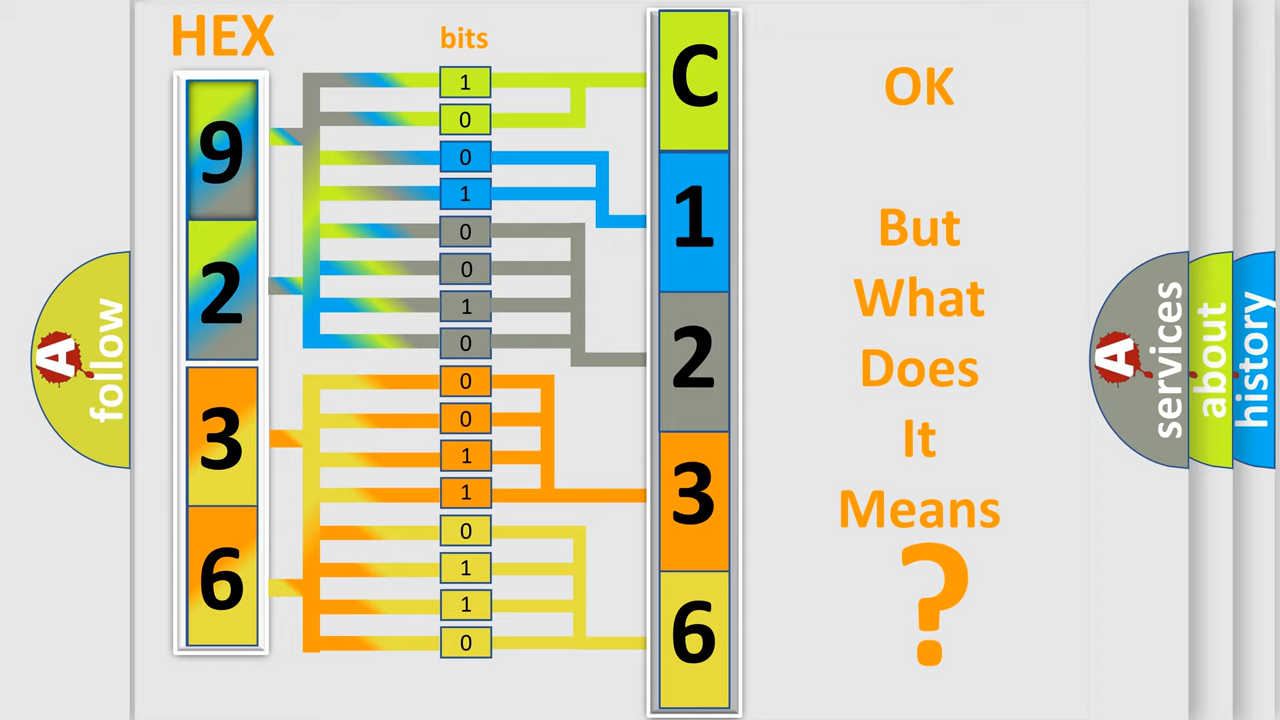 HEX
bits
9
2
3
6
1
0
0
1
0
0
1
0
0
0
1
1
0
1
1
0
C
1
2
3
6
OK
But
What
Does
It
Means
?
A
follow
A
services
about
history